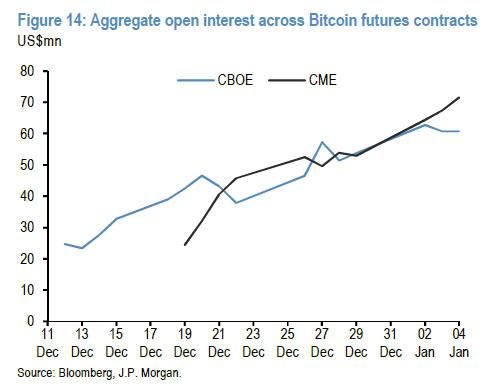 Figure 14: Aggregate open interest across Bitcoin futures contracts
US$mn
CBOE CME
80
70
60
50
40
30
20
10
0
11 13 15 17 19 21 23 25 27 29 31 02 04
Dec Dec Dec Dec Dec Dec Dec Dec Dec Dec Dec Jan Jan
Source: Bloomberg, J.P. Morgan.